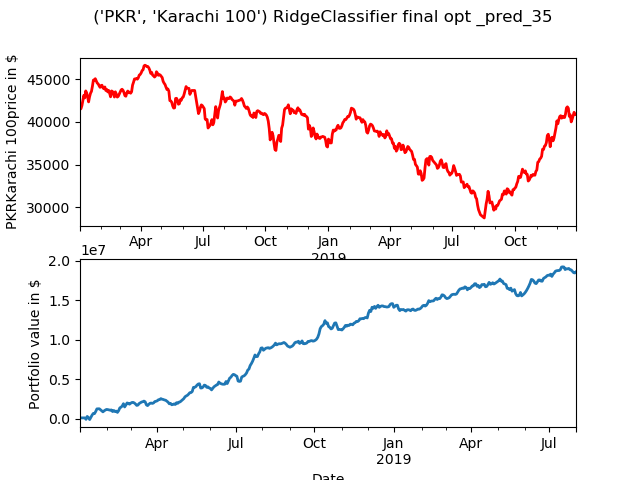 ('PKR', 'Karachi 100') RidgeClassifier final opt _pred_35
PKRKarachi 100price in $
45000
40000
35000
30000
Apr Jul Oct Jan Apr Jul Oct
2019
1e7
Portfolio value in $
2.0
1.5
1.0
0.5
0.0
Apr Jul Oct Jan Apr Jul
2019
Date